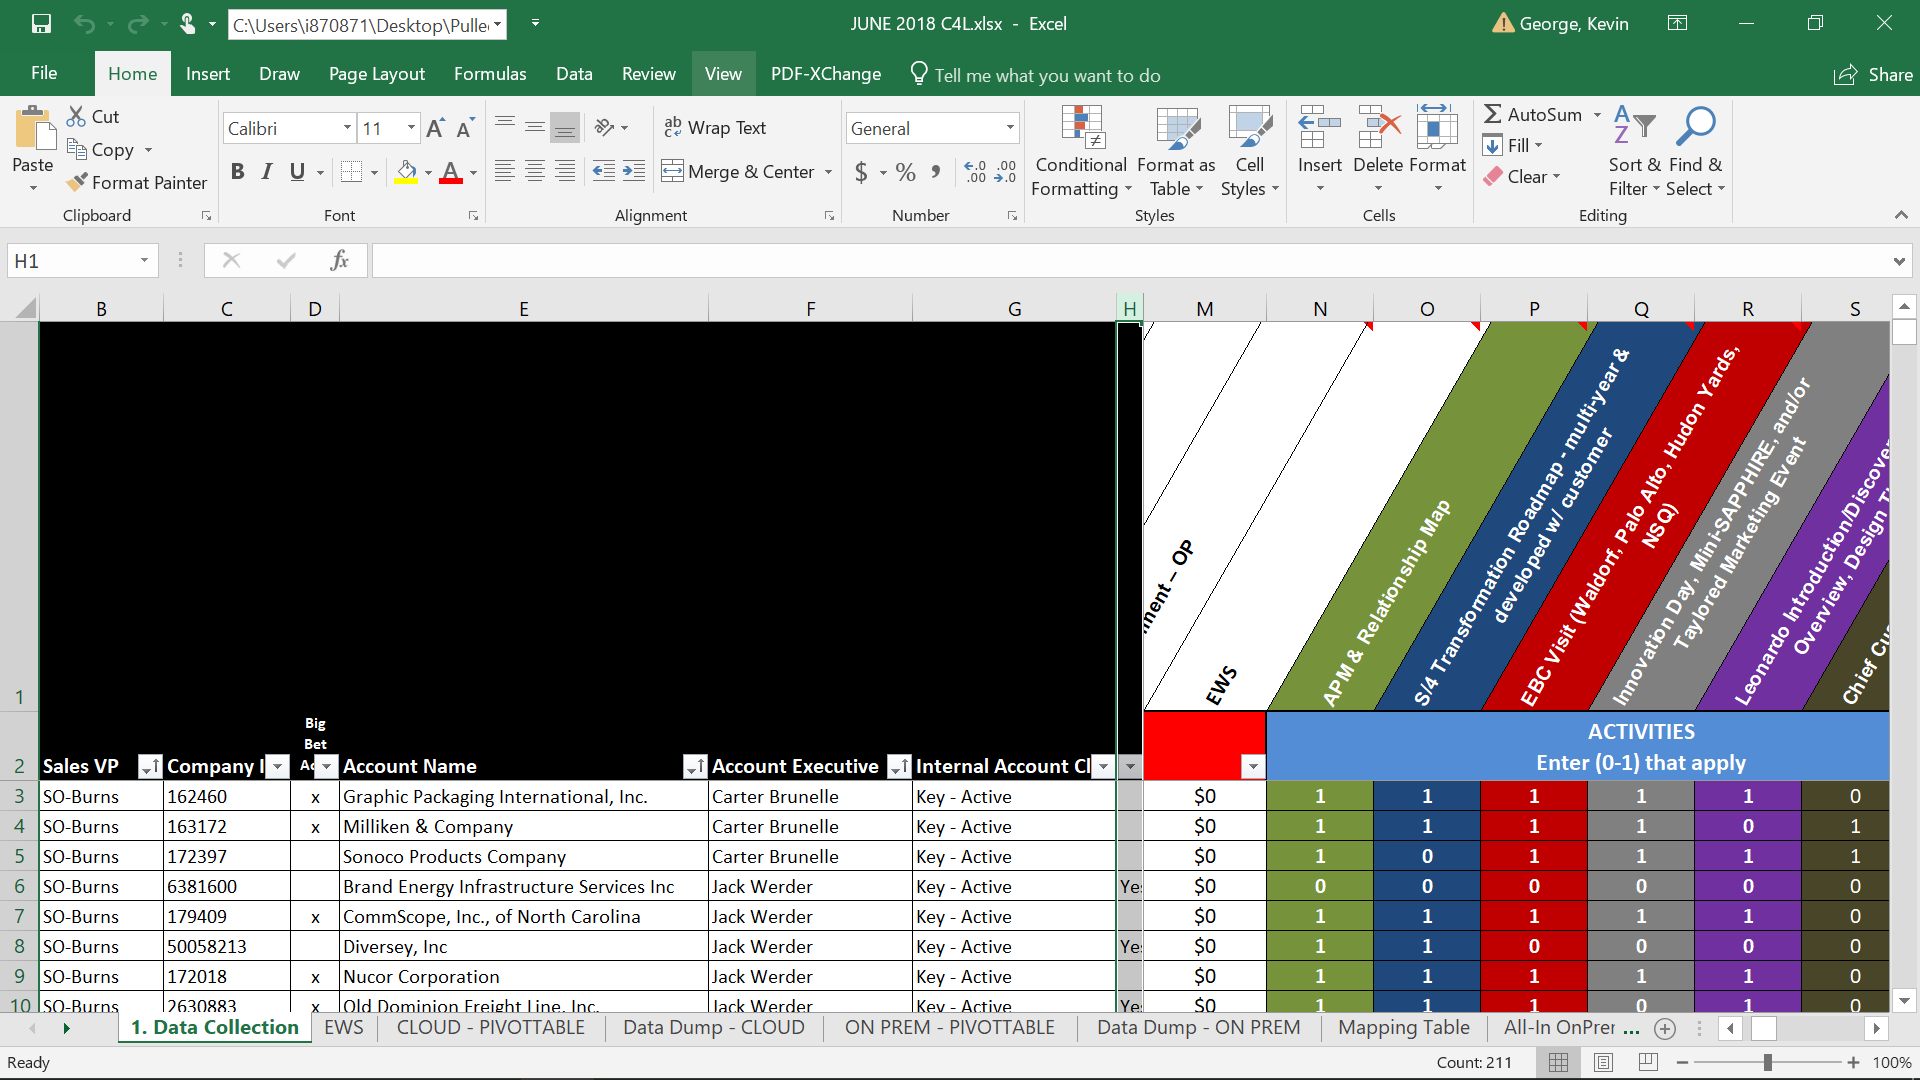 C:\Users\i870871\Desktop\Pulle
JUNE 2018 C4L.xlsx - Excel
George, Kevin
File Home Insert Draw Page Layout Formulas Data Review View PDF-XChange Tell me what you want to do Share
Paste
Cut
Copy
Format Painter
Clipboard
Calibri 11
B I U
Font
Wrap Text
Merge & Center
Alignment
General
$ % ,
Number
Conditional Formatting
Format as Table
Cell Styles
Styles
Insert Delete Format
Cells
AutoSum
Fill
Clear
Sort & Filter
Find & Select
Editing
H1
fx
B C D E F G H M N O P Q R S
ment – OP
EWS
APM & Relationship Map
S/4 Transformation Roadmap - multi-year &
developed w/ customer
EBC Visit (Waldorf, Palo Alto, Hudon Yards,
NSQ)
Innovation Day, Mini-SAPPHIRE, and/or
Taylored Marketing Event
Leonardo Introduction/Discove
Overview, Design T
Chief Cu
1
Big
Bet
Ac
ACTIVITIES
Enter (0-1) that apply
2 Sales VP Company I Account Name Account Executive Internal Account Cl
3 SO-Burns 162460 x Graphic Packaging International, Inc. Carter Brunelle Key - Active $0 1 1 1 1 1 0
4 SO-Burns 163172 x Milliken & Company Carter Brunelle Key - Active $0 1 1 1 1 0 1
5 SO-Burns 172397 Sonoco Products Company Carter Brunelle Key - Active $0 1 0 1 1 1 1
6 SO-Burns 6381600 Brand Energy Infrastructure Services Inc Jack Werder Key - Active Yes $0 0 0 0 0 0 0
7 SO-Burns 179409 x CommScope, Inc., of North Carolina Jack Werder Key - Active $0 1 1 1 1 1 0
8 SO-Burns 50058213 Diversey, Inc Jack Werder Key - Active Yes $0 1 1 0 0 0 0
9 SO-Burns 172018 x Nucor Corporation Jack Werder Key - Active $0 1 1 1 1 1 0
10 SO-Burns 2630883 x Old Dominion Freight Line, Inc. Jack Werder Key - Active Yes $0 1 1 1 0 1 0
1. Data Collection EWS CLOUD - PIVOTTABLE Data Dump - CLOUD ON PREM - PIVOTTABLE Data Dump - ON PREM Mapping Table All-In OnPrer ...
Ready Count: 211 100%